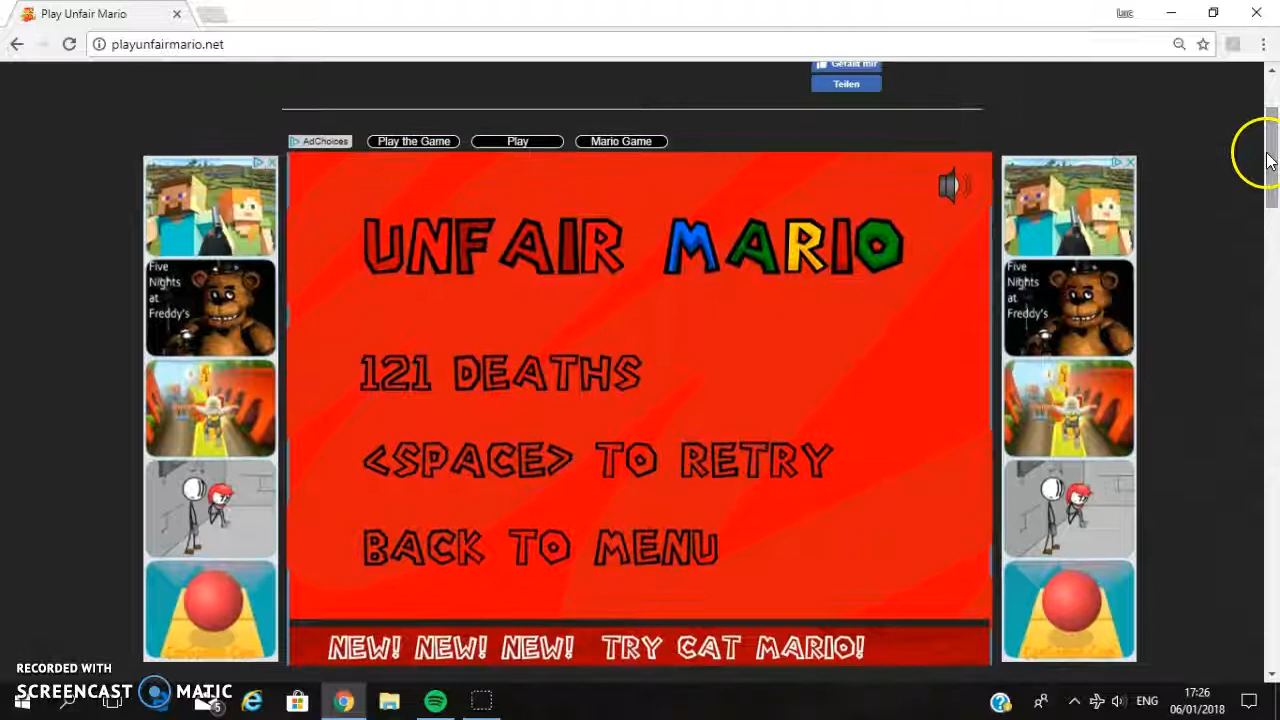 Play Unfair Mario
Luc
playunfairmario.net
Gefällt mir
Teilen
AdChoices
Play the Game
Play
Mario Game
UNFAIR MARIO
Five
Nights
at
Freddy's
Five
Nights
at
Freddy's
121 DEATHS
<SPACE> TO RETRY
BACK TO MENU
NEW! NEW! NEW! TRY CAT MARIO!
RECORDED WITH
SCREENCAST MATIC
5
ENG
17:26
06/01/2018